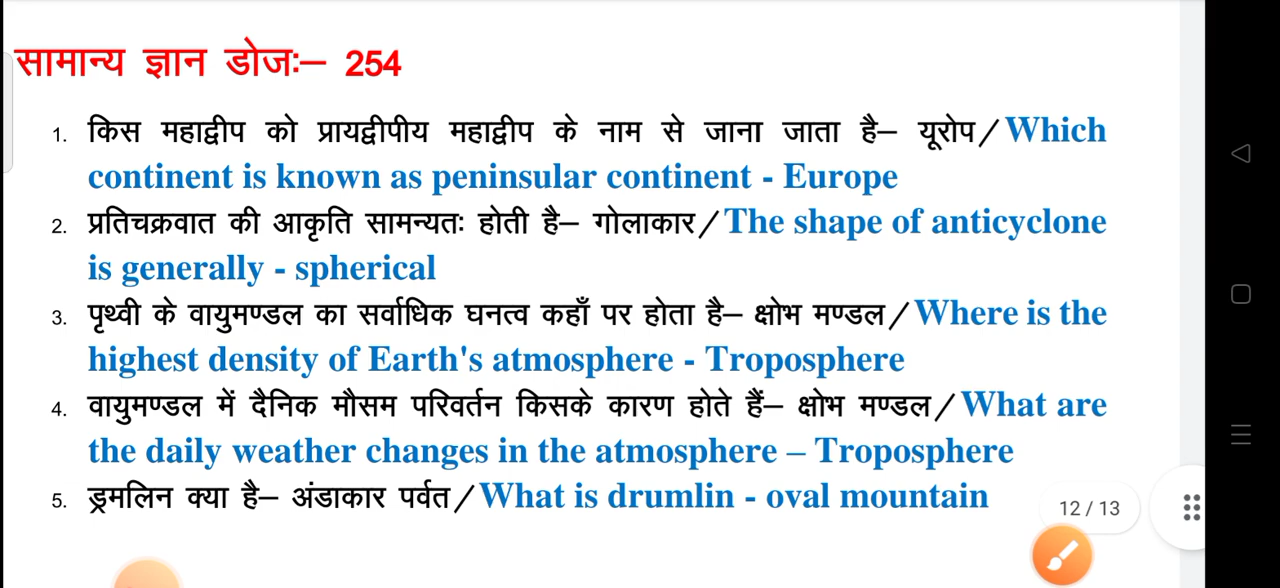 सामान्य ज्ञान डोजः– 254
1. किस महाद्वीप को प्रायद्वीपीय महाद्वीप के नाम से जाना जाता है– यूरोप/Which
continent is known as peninsular continent - Europe
2. प्रतिचक्रवात की आकृति सामन्यतः होती है– गोलाकार/The shape of anticyclone
is generally - spherical
3. पृथ्वी के वायुमण्डल का सर्वाधिक घनत्व कहाँ पर होता है– क्षोभ मण्डल/Where is the
highest density of Earth's atmosphere - Troposphere
4. वायुमण्डल में दैनिक मौसम परिवर्तन किसके कारण होते हैं– क्षोभ मण्डल/What are
the daily weather changes in the atmosphere – Troposphere
5. ड्रमलिन क्या है– अंडाकार पर्वत/What is drumlin - oval mountain
12 / 13